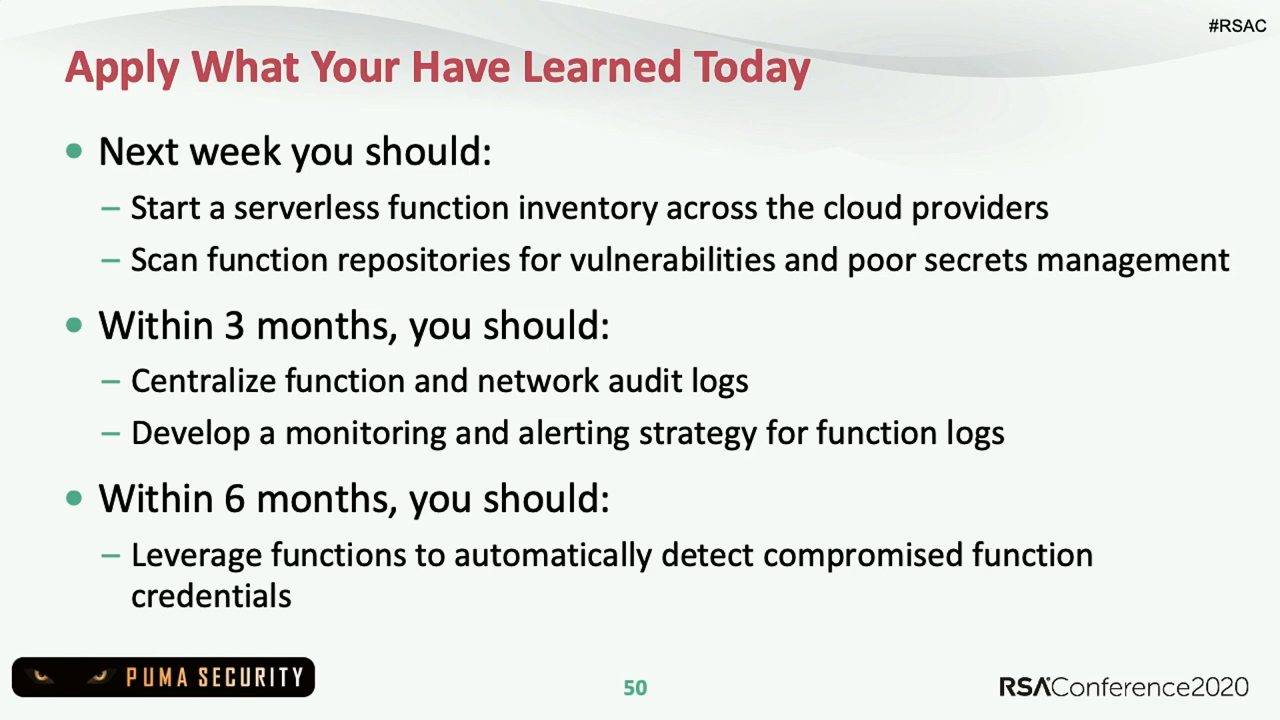 #RSAC
Apply What Your Have Learned Today
• Next week you should:
– Start a serverless function inventory across the cloud providers
– Scan function repositories for vulnerabilities and poor secrets management
• Within 3 months, you should:
– Centralize function and network audit logs
– Develop a monitoring and alerting strategy for function logs
• Within 6 months, you should:
– Leverage functions to automatically detect compromised function
credentials
PUMA SECURITY
50
RSAConference2020